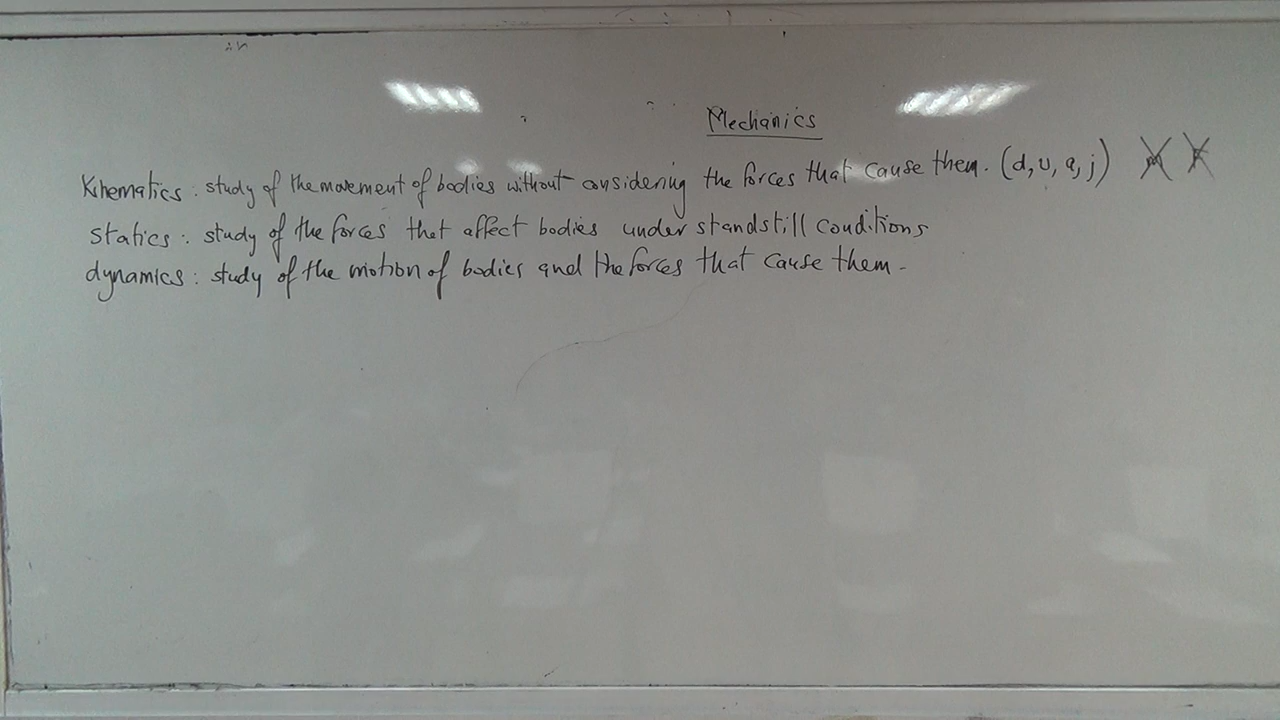 Mechanics
Kinematics : study of the movement of bodies without considering the forces that cause them. (d, v, a, j)
statics : study of the forces that affect bodies under standstill conditions
dynamics : study of the motion of bodies and the forces that cause them.